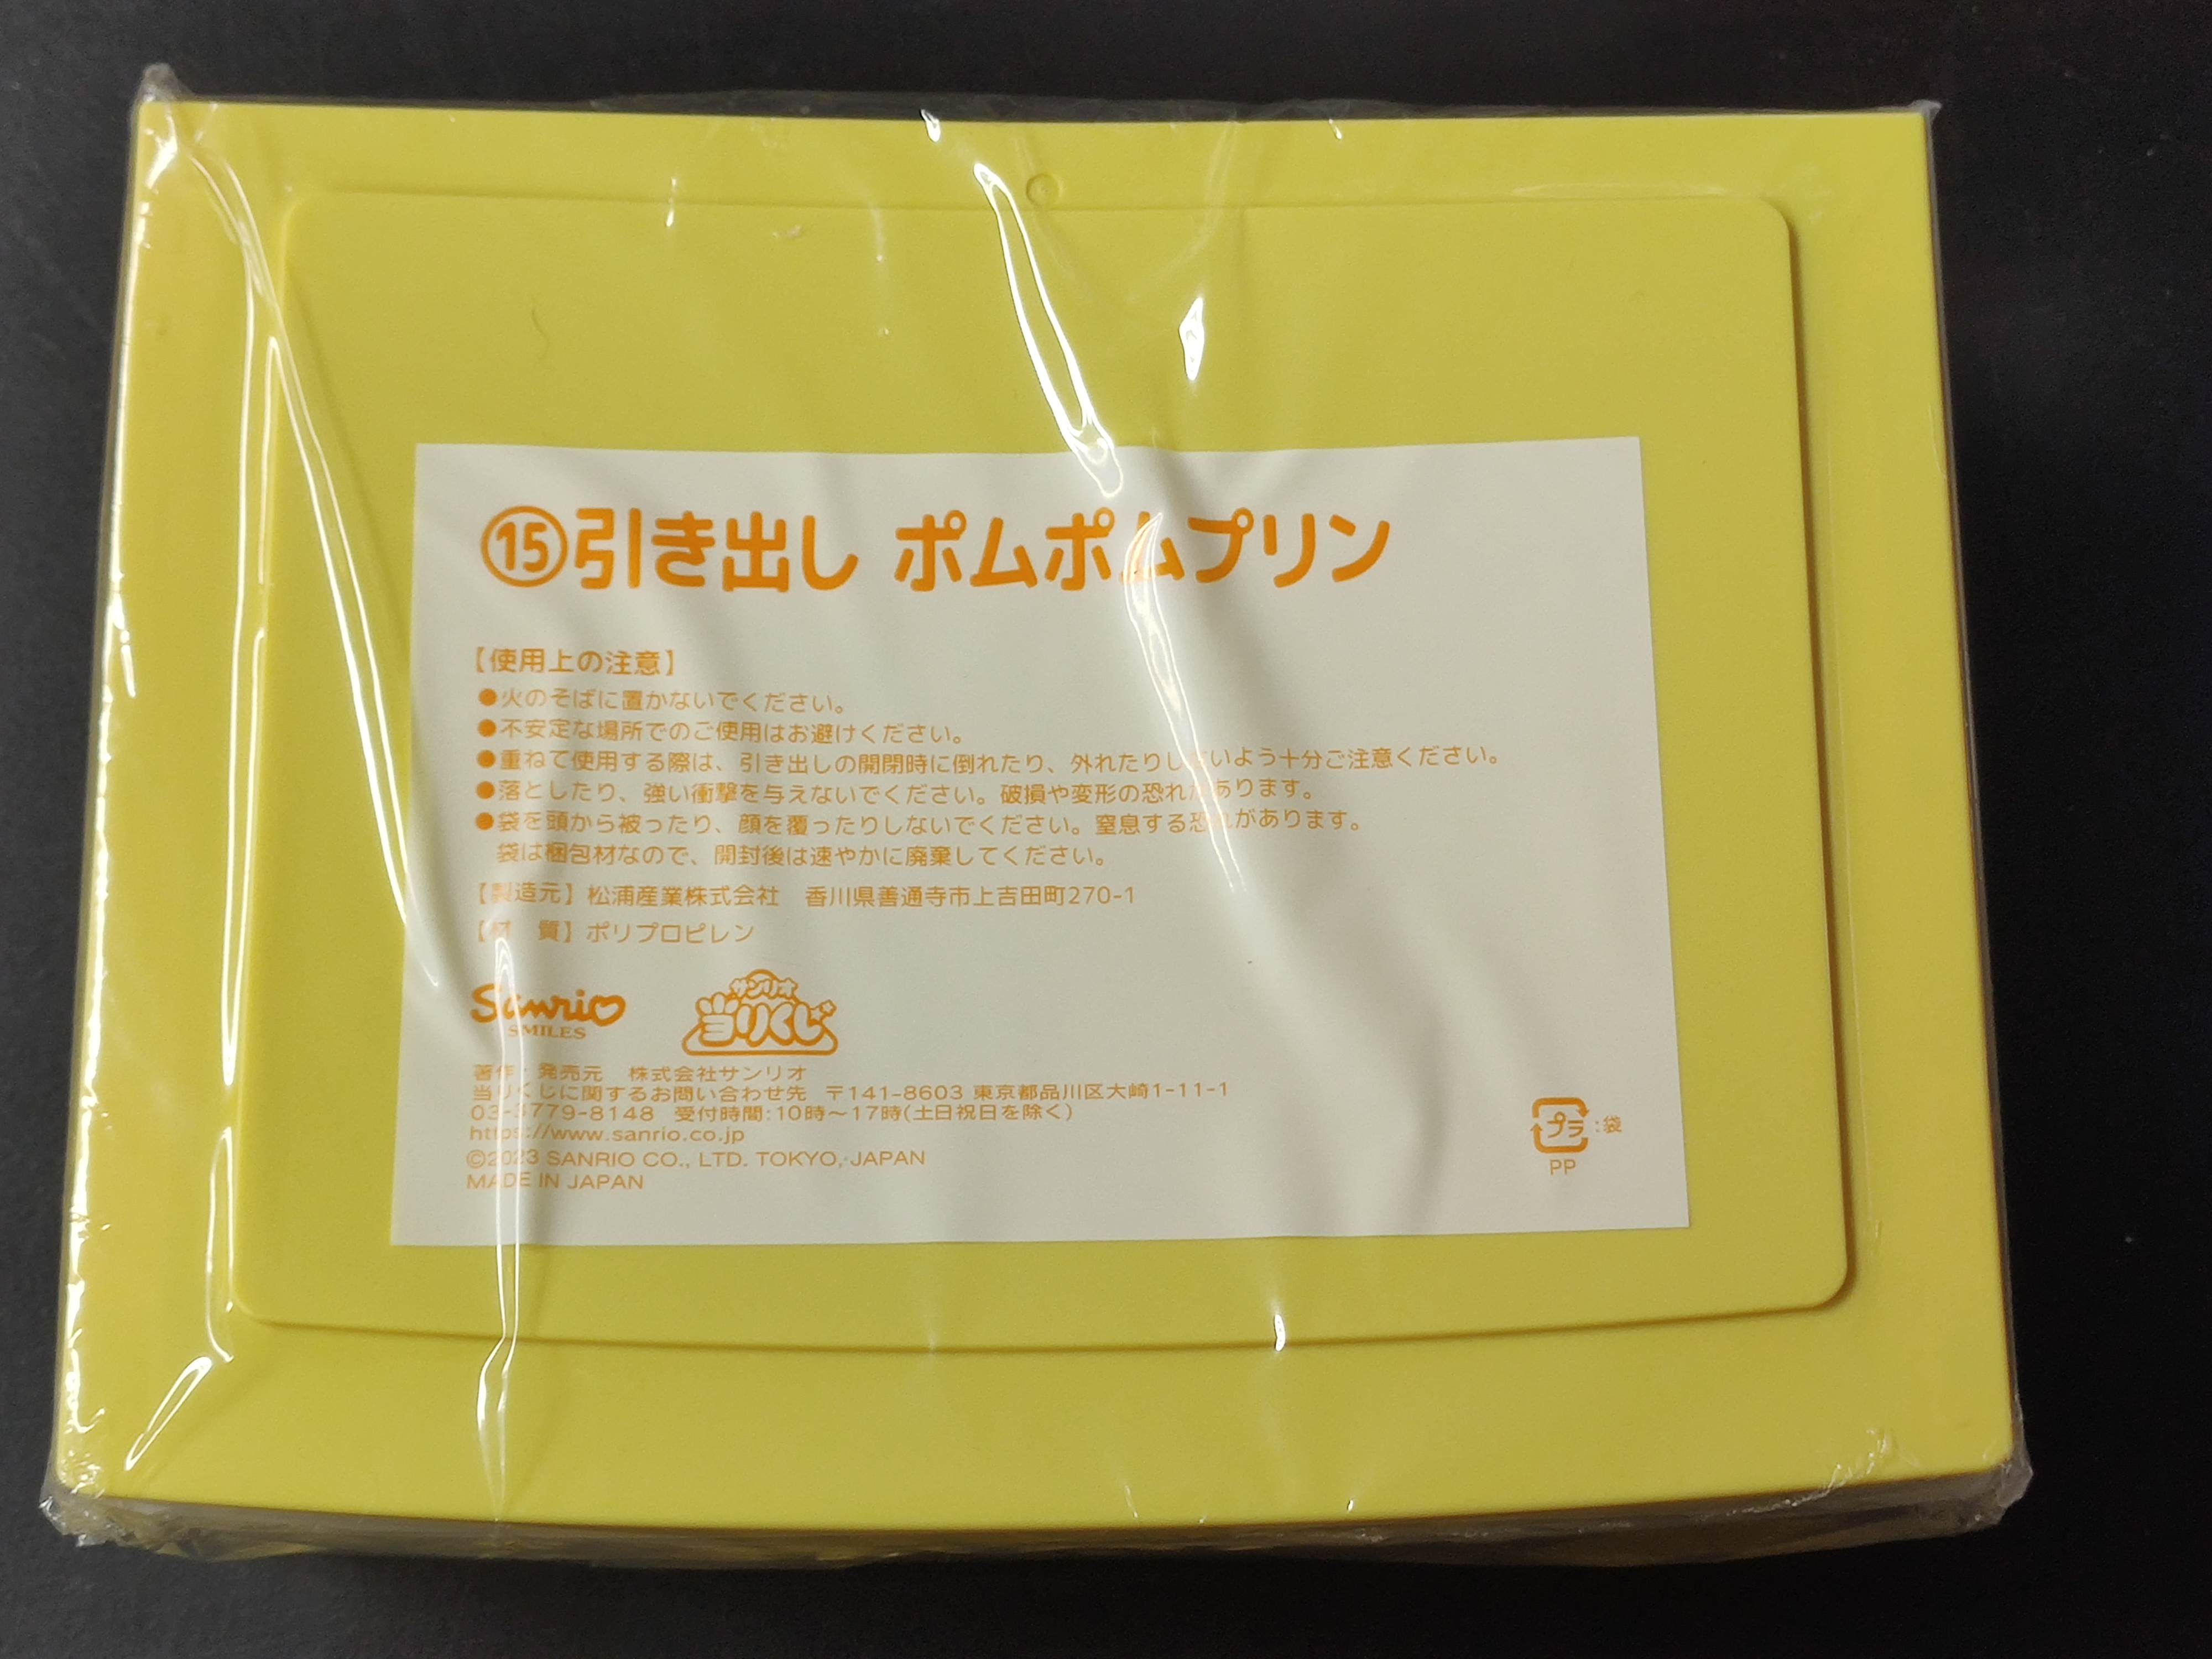 ⑮引き出し ポムポムプリン
【使用上の注意】
●火のそばに置かないでください。
●不安定な場所でのご使用はお避けください。
●重ねて使用する際は、引き出しの開閉時に倒れたり、外れたりしないよう十分ご注意ください。
●落としたり、強い衝撃を与えないでください。破損や変形の恐れがあります。
●袋を頭から被ったり、顔を覆ったりしないでください。窒息する恐れがあります。
袋は梱包材なので、開封後は速やかに廃棄してください。
【製造元】松浦産業株式会社 香川県善通寺市上吉田町270-1
【材 質】ポリプロピレン
Sanrio
SMILES
サンリオ
当りくじ
著作・発売元 株式会社サンリオ
当りくじに関するお問い合わせ先 〒141-8603 東京都品川区大崎1-11-1
03-3779-8148 受付時間:10時〜17時(土日祝日を除く)
https://www.sanrio.co.jp
©2023 SANRIO CO., LTD. TOKYO, JAPAN
MADE IN JAPAN
プラ :袋
PP